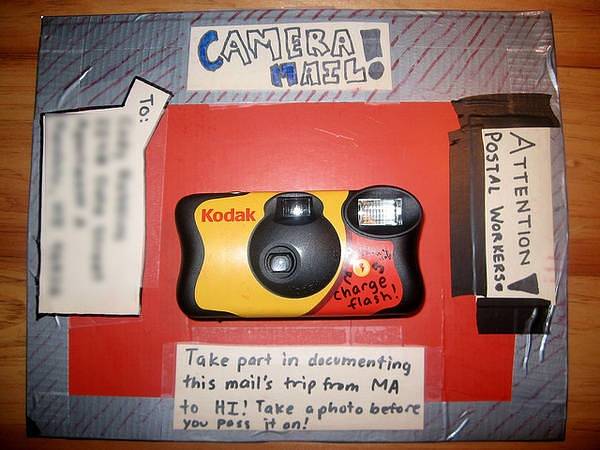 CAMERA
MAIL!
To:
ATTENTION
POSTAL WORKERS!
Kodak
charge
flash!
Take part in documenting
this mail's trip from MA
to HI! Take a photo before
you pass it on!